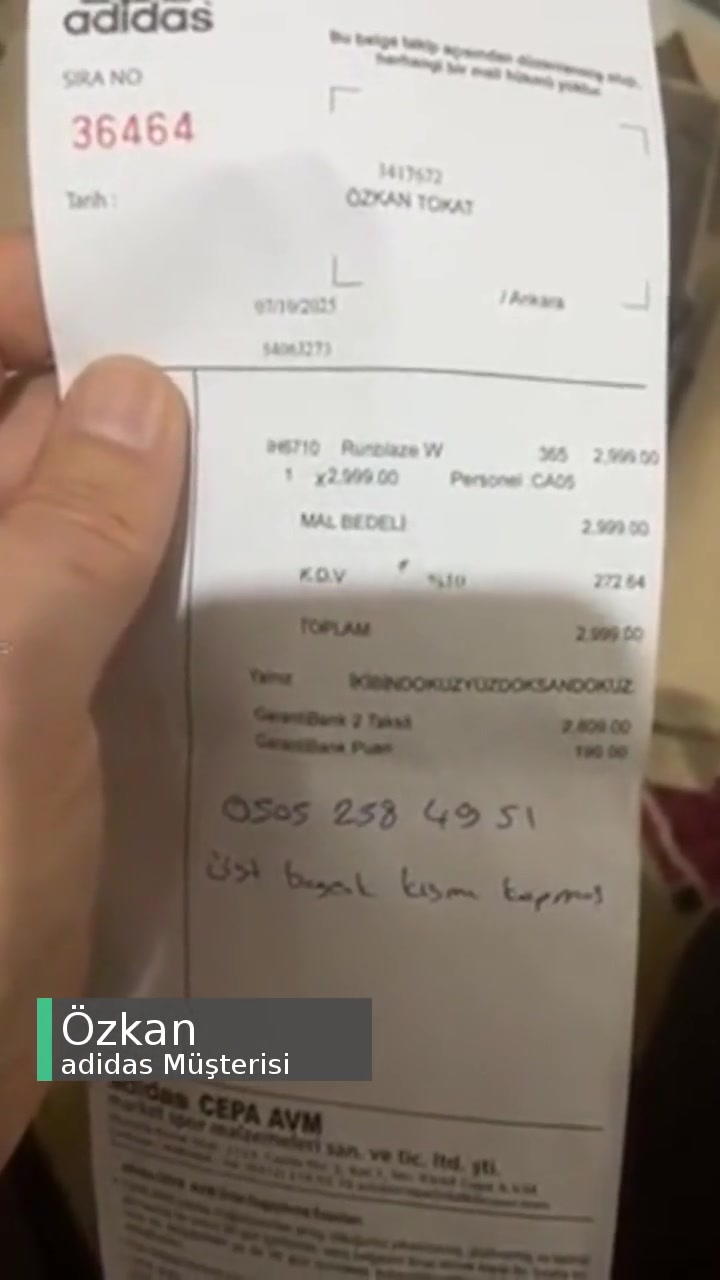 adidas
Bu belge takip açısından düzenlenmiş olup,
herhangi bir mali hükmü yoktur.
SIRA NO
36464
3417672
Tarih :
ÖZKAN TOKAT
07/10/2025
/ Ankara
54063273
IH6710 Runblaze W 365 2,999.00
1 x2.999.00 Personel :CA05
MAL BEDELİ 2.999.00
K.D.V %10 272.64
TOPLAM 2.999.00
Yalnız İKİBİNDOKUZYÜZDOKSANDOKUZ
GarantiBank 2 Taksit 2,809.00
GarantiBank Puan 190.00
0505 258 49 51
üst bağcık kısmı kopmuş
Özkan
adidas Müşterisi
adidas CEPA AVM
market spor malzemeleri san. ve tic. ltd. şti.